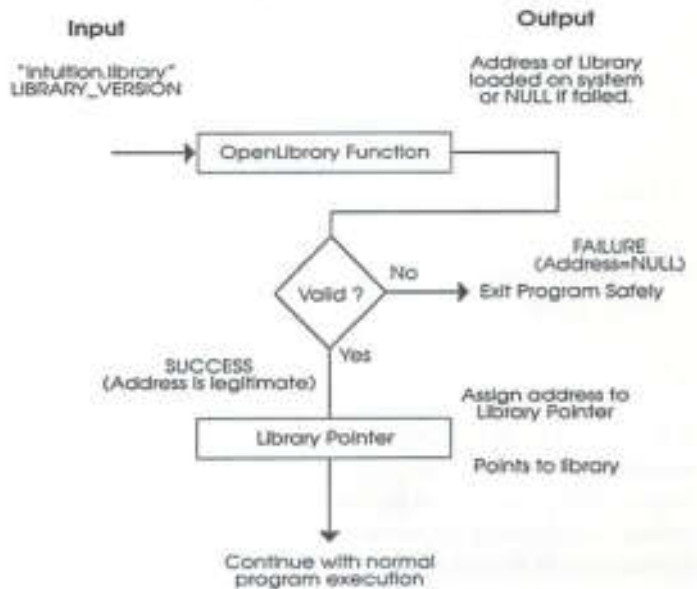 Input
Output
"Intuition.library"
LIBRARY_VERSION
Address of Library
loaded on system
or NULL if failed.
OpenLibrary Function
Valid ?
No
FAILURE
(Address=NULL)
Exit Program Safely
Yes
SUCCESS
(Address is legitimate)
Assign address to
Library Pointer
Library Pointer
Points to library
Continue with normal
program execution